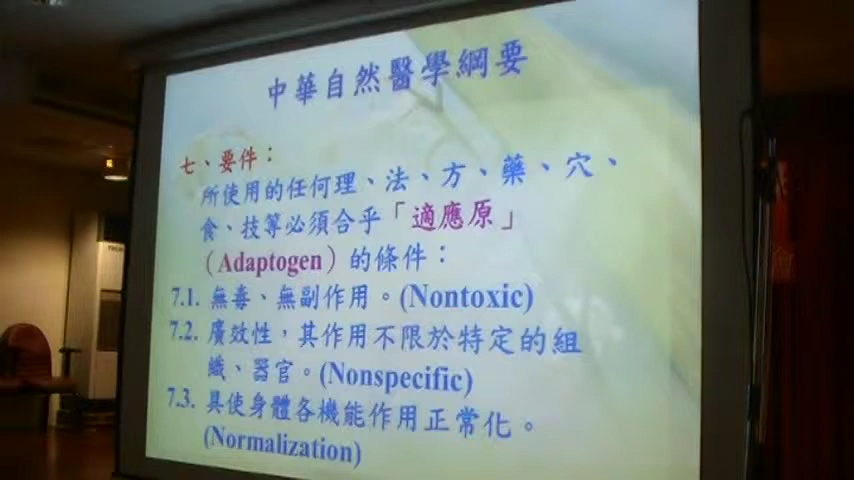 中華自然醫學綱要
七、要件：
所使用的任何理、法、方、藥、穴、
食、技等必須合乎「適應原」
（Adaptogen）的條件：
7.1. 無毒、無副作用。(Nontoxic)
7.2. 廣效性，其作用不限於特定的組
織、器官。(Nonspecific)
7.3. 具使身體各機能作用正常化。
(Normalization)